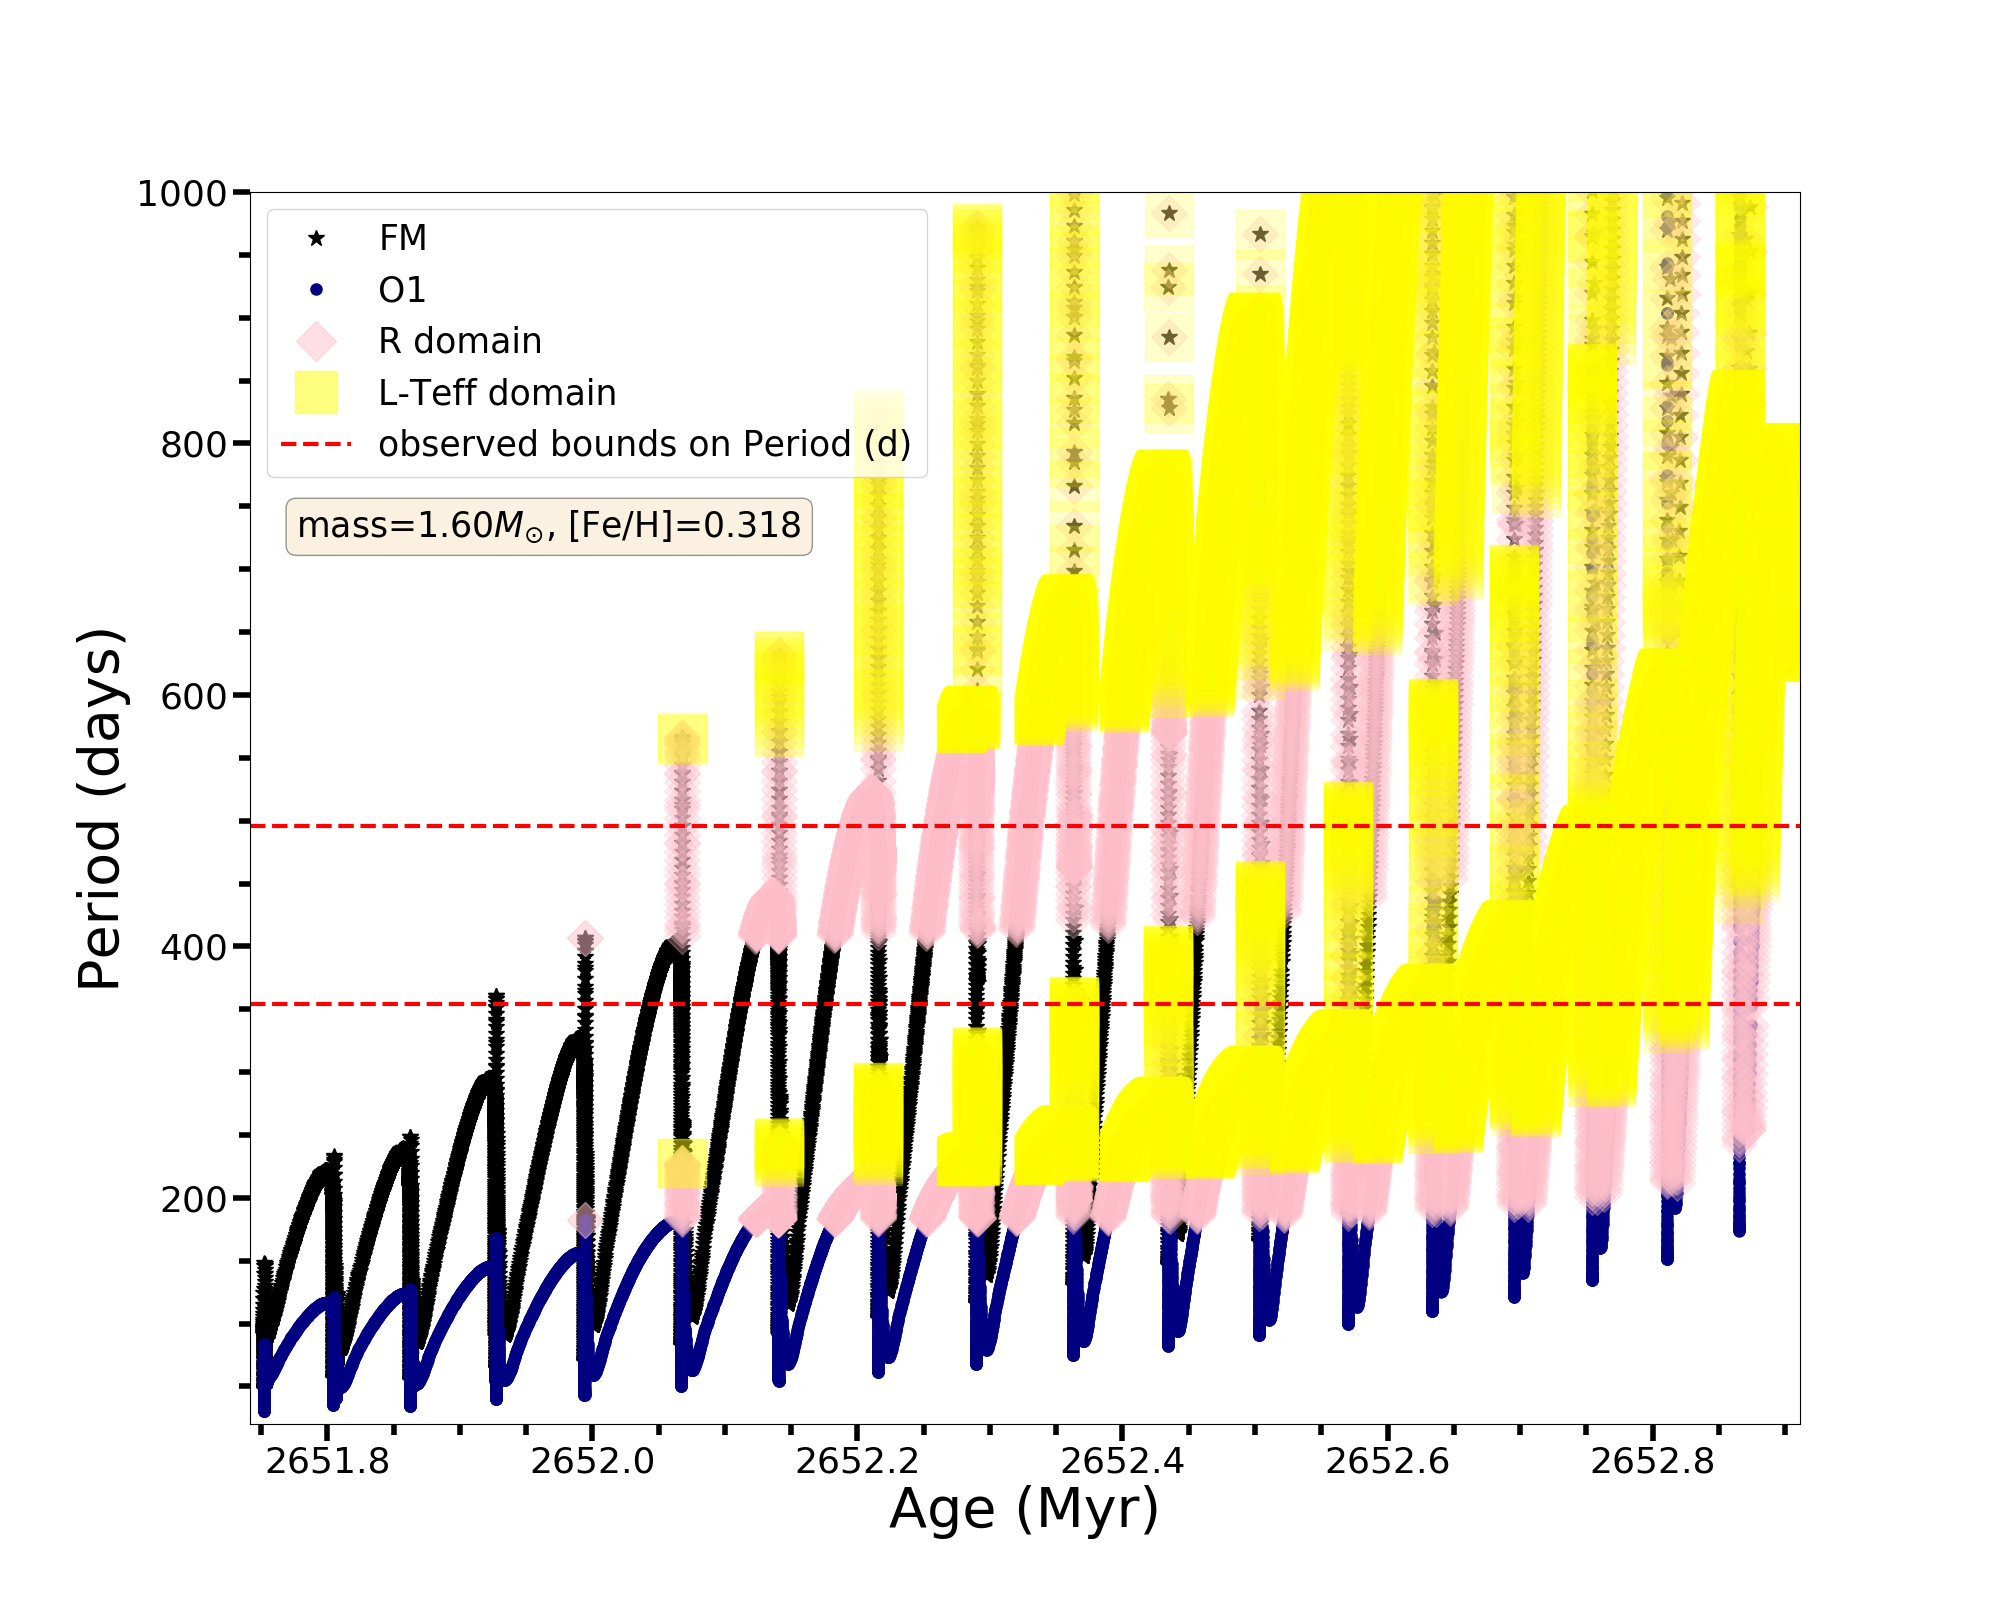 1000
800
600
400
200
FM
O1
R domain
L-Teff domain
observed bounds on Period (d)
mass=1.60M⊙, [Fe/H]=0.318
Period (days)
2651.8 2652.0 2652.2 2652.4 2652.6 2652.8
Age (Myr)